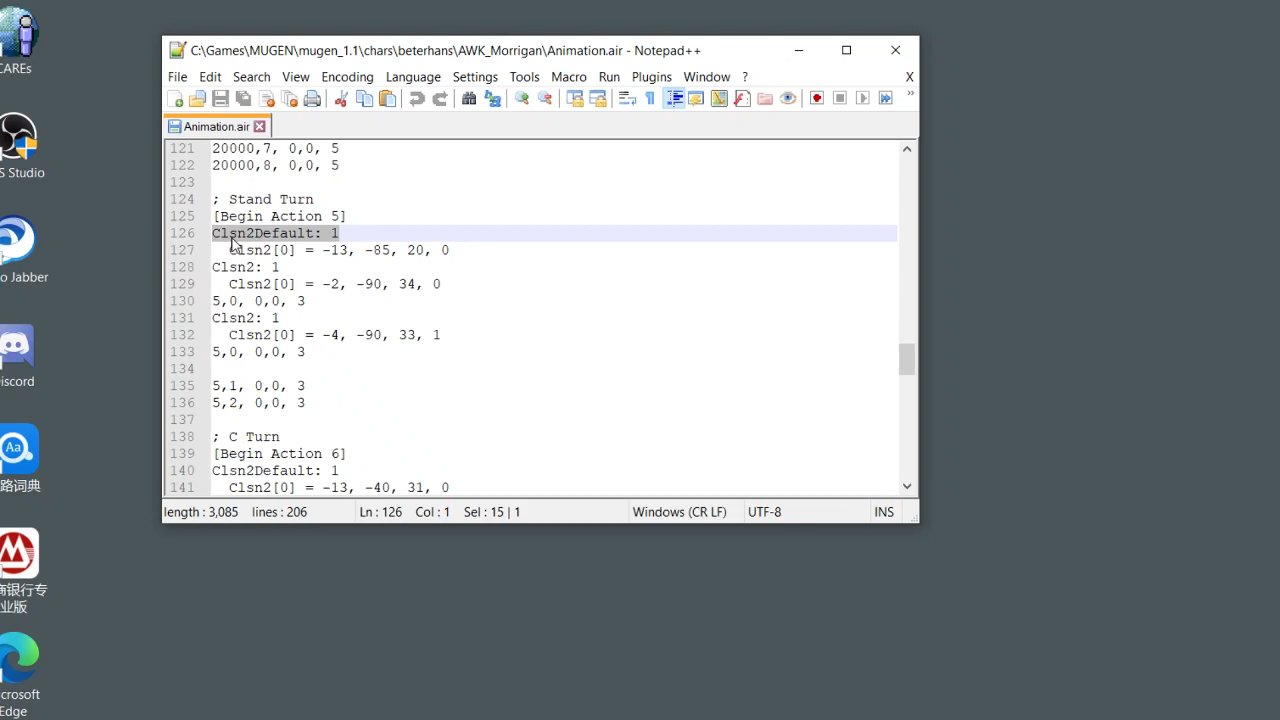 C:\Games\MUGEN\mugen_1.1\chars\beterhans\AWK_Morrigan\Animation.air - Notepad++
File Edit Search View Encoding Language Settings Tools Macro Run Plugins Window ? X
Animation.air
121 20000,7, 0,0, 5
122 20000,8, 0,0, 5
123
124 ; Stand Turn
125 [Begin Action 5]
126 Clsn2Default: 1
127 Clsn2[0] = -13, -85, 20, 0
128 Clsn2: 1
129 Clsn2[0] = -2, -90, 34, 0
130 5,0, 0,0, 3
131 Clsn2: 1
132 Clsn2[0] = -4, -90, 33, 1
133 5,0, 0,0, 3
134
135 5,1, 0,0, 3
136 5,2, 0,0, 3
137
138 ; C Turn
139 [Begin Action 6]
140 Clsn2Default: 1
141 Clsn2[0] = -13, -40, 31, 0
length : 3,085 lines : 206 Ln : 126 Col : 1 Sel : 15 | 1 Windows (CR LF) UTF-8 INS
CAREs
S Studio
o Jabber
iscord
Aa
路词典
商银行专
业版
crosoft
Edge